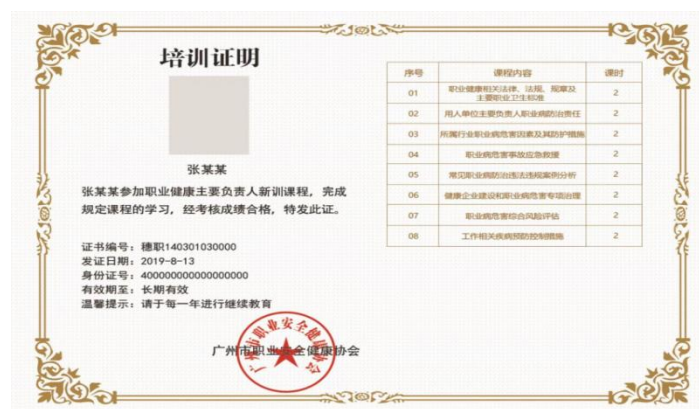 培训证明
张某某
张某某参加职业健康主要负责人新训课程，完成
规定课程的学习，经考核成绩合格，特发此证。
证书编号：穗职140301030000
发证日期：2019-8-13
身份证号：400000000000000000
有效期至：长期有效
温馨提示：请于每一年进行继续教育
广州市职业安全健康协会
广州市职业安全健康协会
序号 课程内容 课时
01 职业健康相关法律、法规、规章及
主要职业卫生标准 2
02 用人单位主要负责人职业病防治责任 2
03 所属行业职业病危害因素及其防护措施 2
04 职业病危害事故应急救援 2
05 常见职业病防治违法违规案例分析 2
06 健康企业建设和职业病危害专项治理 2
07 职业病危害综合风险评估 2
08 工作相关疾病预防控制措施 2